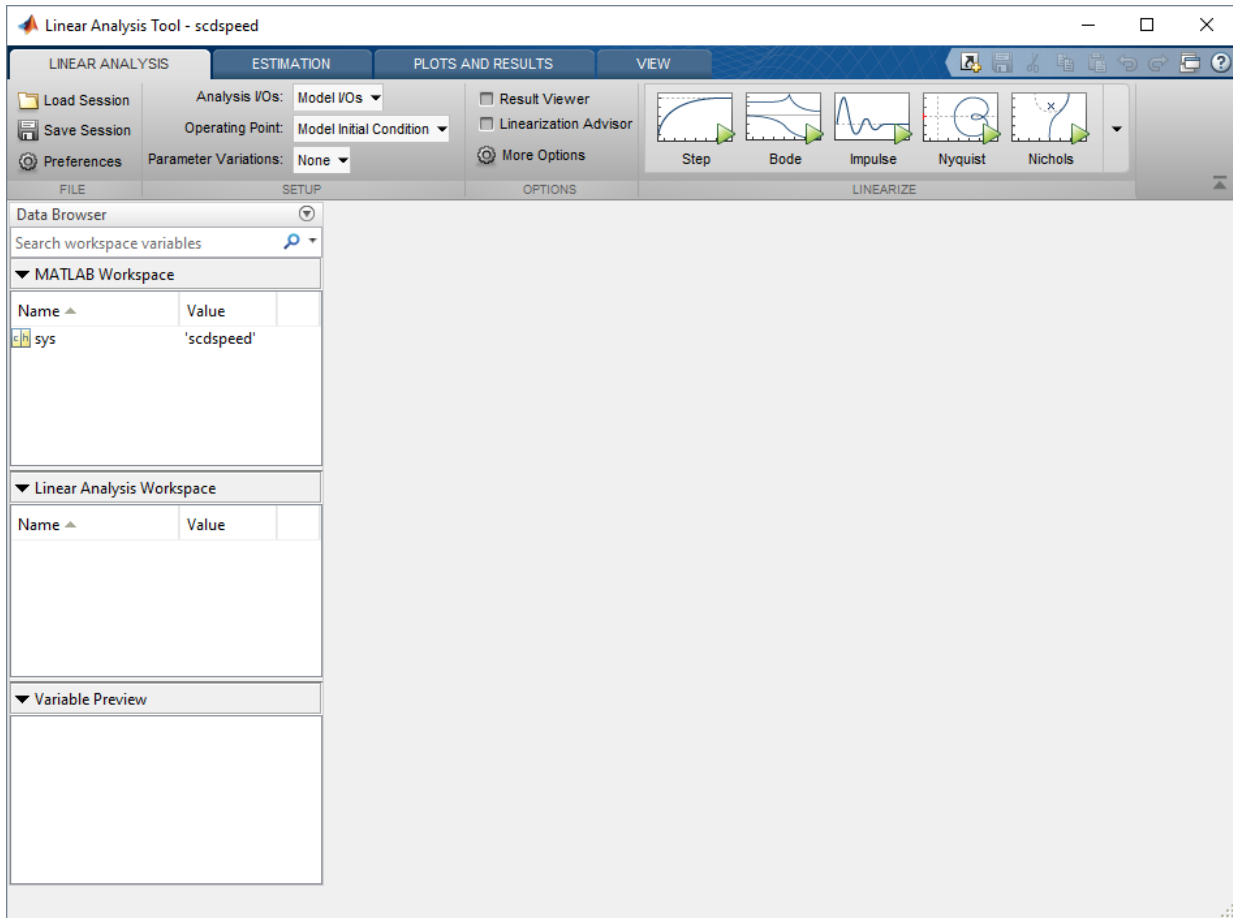 Linear Analysis Tool - scdspeed
LINEAR ANALYSIS ESTIMATION PLOTS AND RESULTS VIEW
Load Session
Save Session
Preferences
FILE
Analysis I/Os: Model I/Os
Operating Point: Model Initial Condition
Parameter Variations: None
SETUP
Result Viewer
Linearization Advisor
More Options
OPTIONS
Step Bode Impulse Nyquist Nichols
LINEARIZE
Data Browser
Search workspace variables
MATLAB Workspace
Name Value
ch sys 'scdspeed'
Linear Analysis Workspace
Name Value
Variable Preview